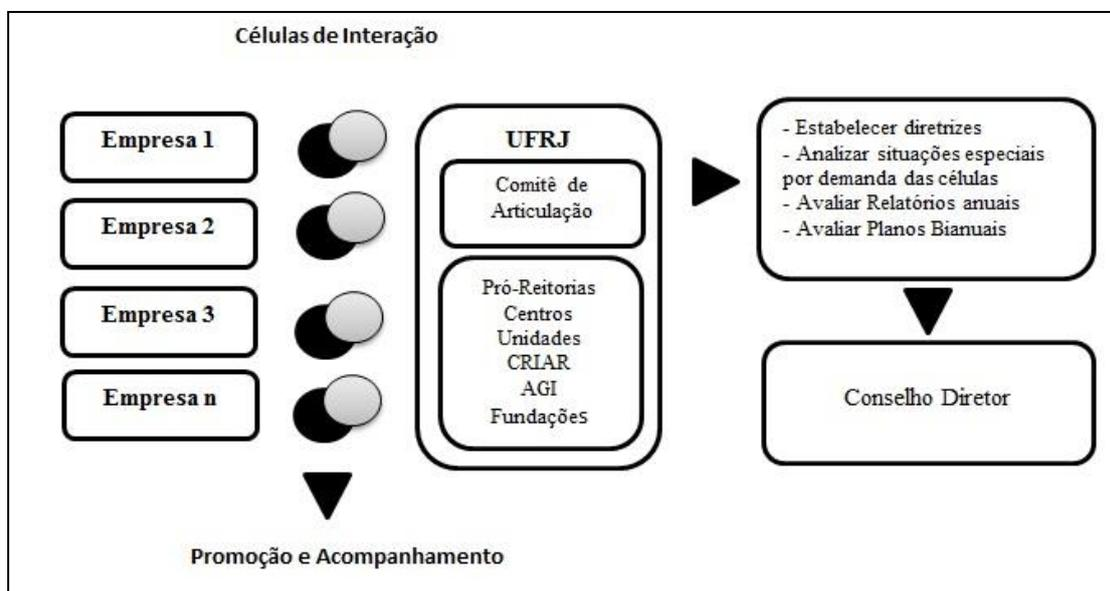 Células de Interação
Empresa 1
Empresa 2
Empresa 3
Empresa n
UFRJ
Comitê de
Articulação
Pró-Reitorias
Centros
Unidades
CRIAR
AGI
Fundações
- Estabelecer diretrizes
- Analizar situações especiais
por demanda das células
- Avaliar Relatórios anuais
- Avaliar Planos Bianuais
Conselho Diretor
Promoção e Acompanhamento